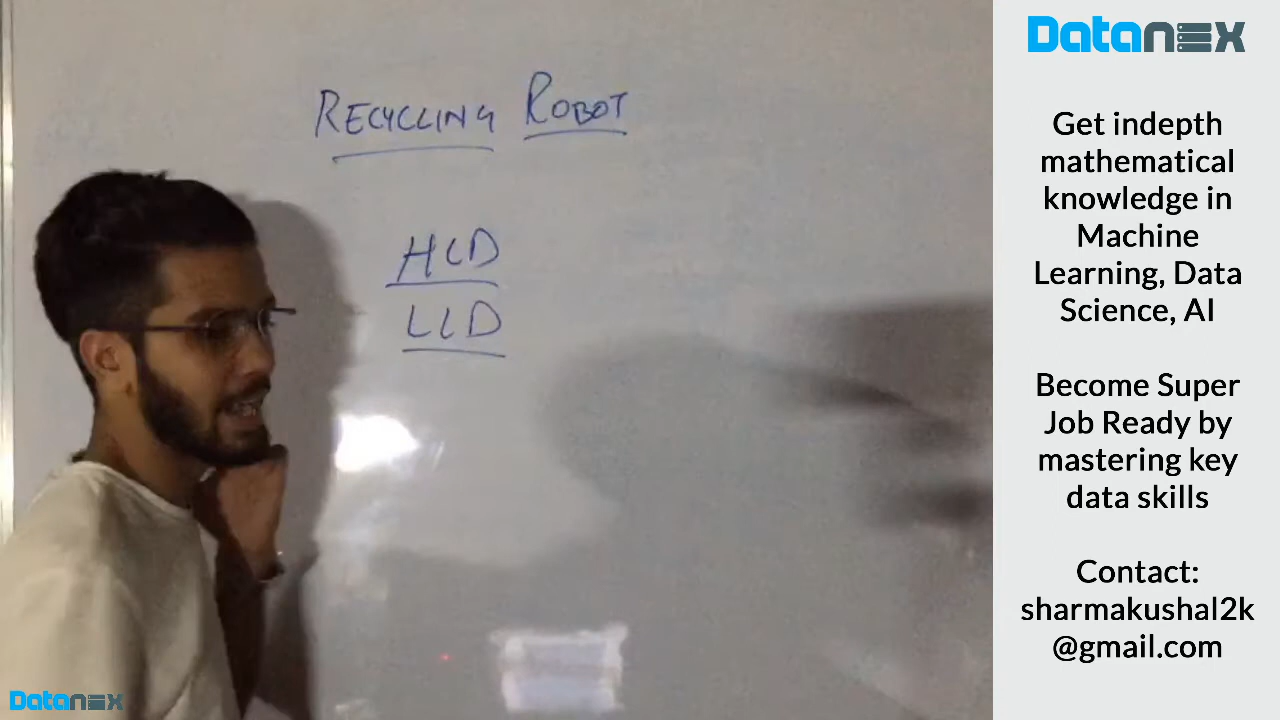 RECYCLING ROBOT
HLD
LLD
Datanex
Get indepth
mathematical
knowledge in
Machine
Learning, Data
Science, AI
Become Super
Job Ready by
mastering key
data skills
Contact:
sharmakushal2k
@gmail.com
Datanex